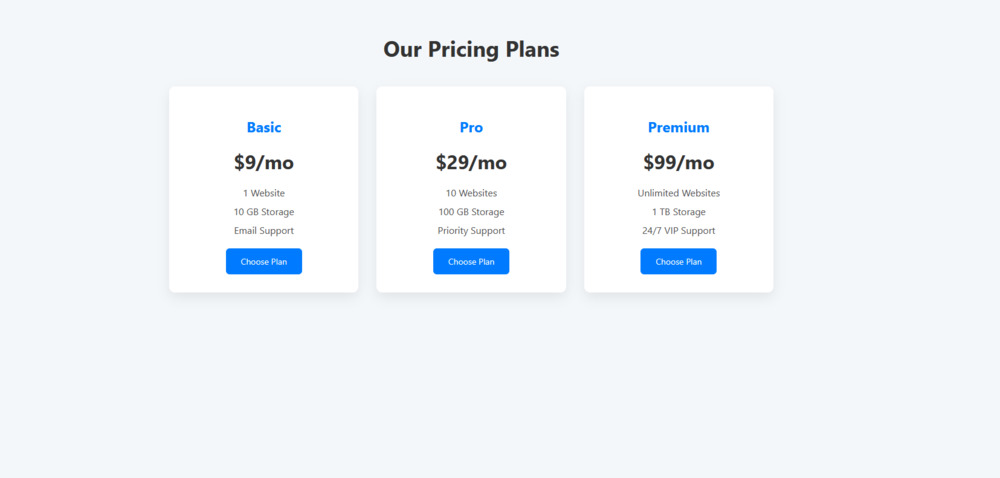 Our Pricing Plans
Basic
$9/mo
1 Website
10 GB Storage
Email Support
Choose Plan
Pro
$29/mo
10 Websites
100 GB Storage
Priority Support
Choose Plan
Premium
$99/mo
Unlimited Websites
1 TB Storage
24/7 VIP Support
Choose Plan